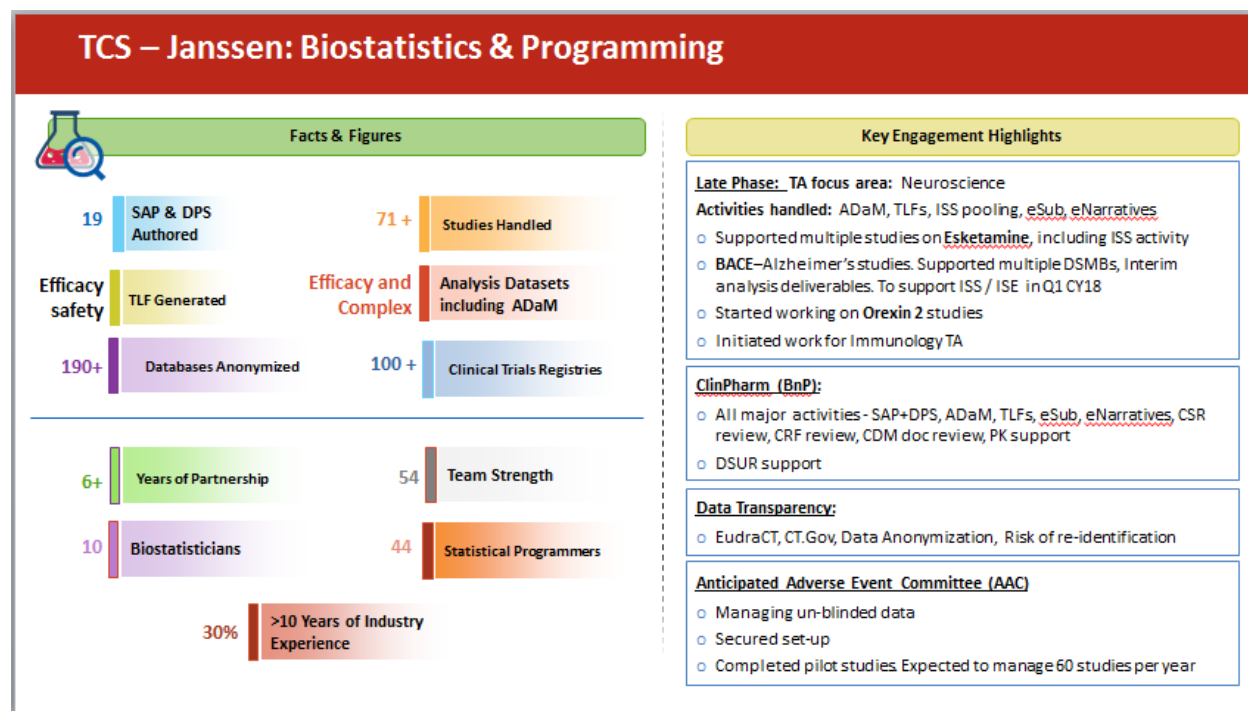 TCS – Janssen: Biostatistics & Programming
Facts & Figures
19
SAP & DPS
Authored
71 +
Studies Handled
Efficacy
safety
TLF Generated
Efficacy and
Complex
Analysis Datasets
including ADaM
190+
Databases Anonymized
100 +
Clinical Trials Registries
6+
Years of Partnership
54
Team Strength
10
Biostatisticians
44
Statistical Programmers
30%
>10 Years of Industry
Experience
Key Engagement Highlights
Late Phase: TA focus area: Neuroscience
Activities handled: ADaM, TLFs, ISS pooling, eSub, eNarratives
Supported multiple studies on Esketamine, including ISS activity
BACE–Alzheimer's studies. Supported multiple DSMBs, Interim
analysis deliverables. To support ISS / ISE in Q1 CY18
Started working on Orexin 2 studies
Initiated work for Immunology TA
ClinPharm (BnP):
All major activities - SAP+DPS, ADaM, TLFs, eSub, eNarratives, CSR
review, CRF review, CDM doc review, PK support
DSUR support
Data Transparency:
EudraCT, CT.Gov, Data Anonymization, Risk of re-identification
Anticipated Adverse Event Committee (AAC)
Managing un-blinded data
Secured set-up
Completed pilot studies. Expected to manage 60 studies per year